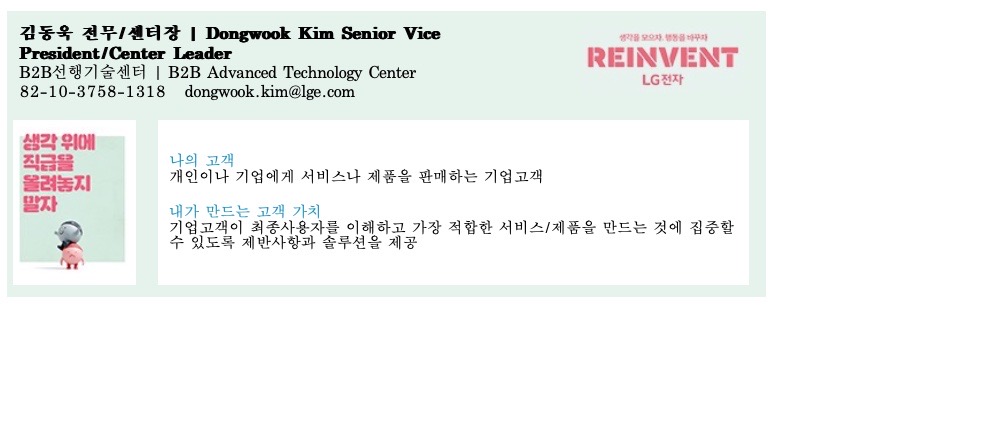 김동욱 전무/센터장 | Dongwook Kim Senior Vice
President/Center Leader
B2B선행기술센터 | B2B Advanced Technology Center
82-10-3758-1318 dongwook.kim@lge.com
생각을 모으자, 행동을 바꾸자
REINVENT
LG전자
생각 위에
직급을
올려놓지
말자
나의 고객
개인이나 기업에게 서비스나 제품을 판매하는 기업고객
내가 만드는 고객 가치
기업고객이 최종사용자를 이해하고 가장 적합한 서비스/제품을 만드는 것에 집중할
수 있도록 제반사항과 솔루션을 제공